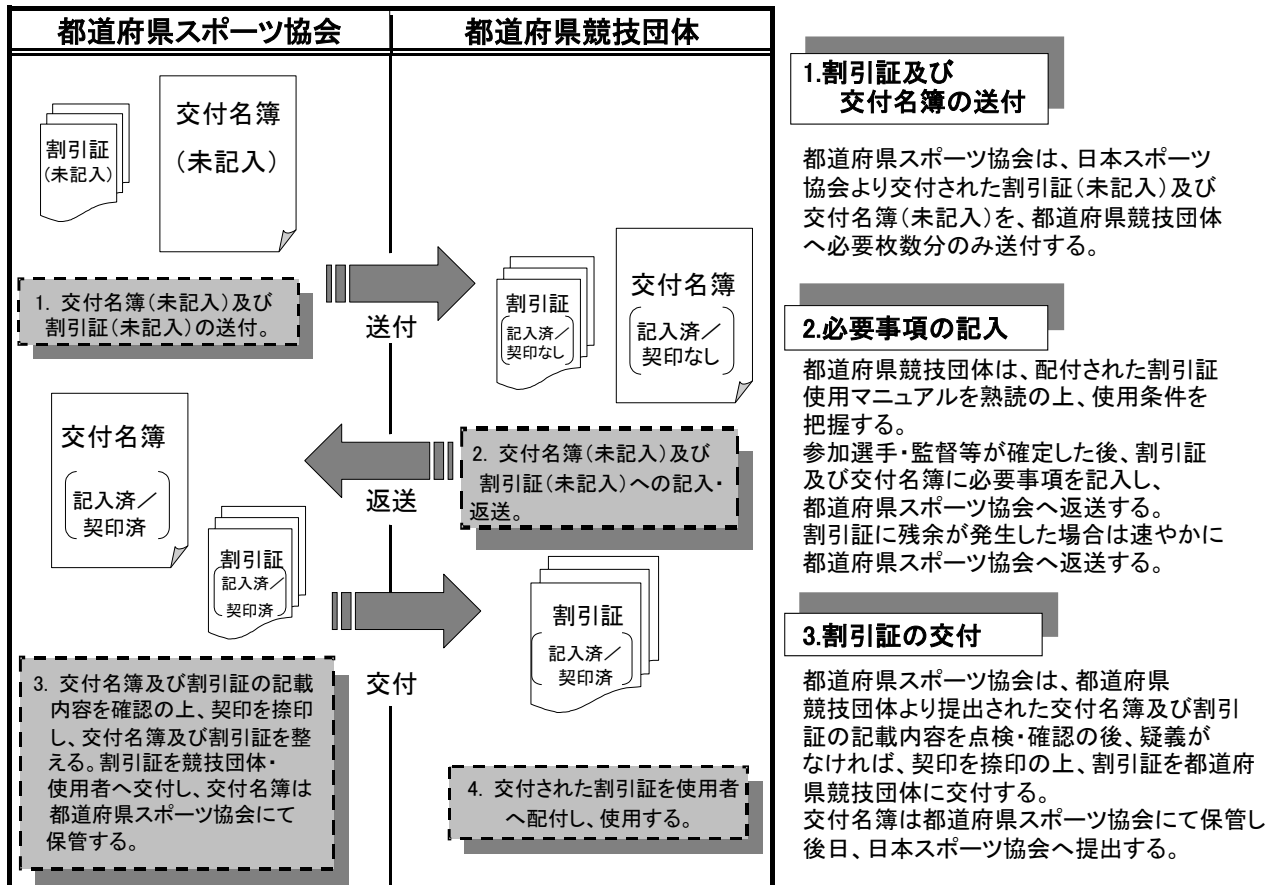 都道府県スポーツ協会
都道府県競技団体
割引証
(未記入)
交付名簿
(未記入)
1. 交付名簿(未記入)及び
割引証(未記入)の送付。
送付
割引証
記入済/
契印なし
交付名簿
記入済/
契印なし
交付名簿
記入済/
契印済
返送
2. 交付名簿(未記入)及び
割引証(未記入)への記入・
返送。
割引証
記入済/
契印済
交付
割引証
記入済/
契印済
3. 交付名簿及び割引証の記載
内容を確認の上、契印を捺印
し、交付名簿及び割引証を整
える。割引証を競技団体・
使用者へ交付し、交付名簿は
都道府県スポーツ協会にて
保管する。
4. 交付された割引証を使用者
へ配付し、使用する。
1.割引証及び
交付名簿の送付
都道府県スポーツ協会は、日本スポーツ
協会より交付された割引証(未記入)及び
交付名簿(未記入)を、都道府県競技団体
へ必要枚数分のみ送付する。
2.必要事項の記入
都道府県競技団体は、配付された割引証
使用マニュアルを熟読の上、使用条件を
把握する。
参加選手・監督等が確定した後、割引証
及び交付名簿に必要事項を記入し、
都道府県スポーツ協会へ返送する。
割引証に残余が発生した場合は速やかに
都道府県スポーツ協会へ返送する。
3.割引証の交付
都道府県スポーツ協会は、都道府県
競技団体より提出された交付名簿及び割引
証の記載内容を点検・確認の後、疑義が
なければ、契印を捺印の上、割引証を都道府
県競技団体に交付する。
交付名簿は都道府県スポーツ協会にて保管し
後日、日本スポーツ協会へ提出する。